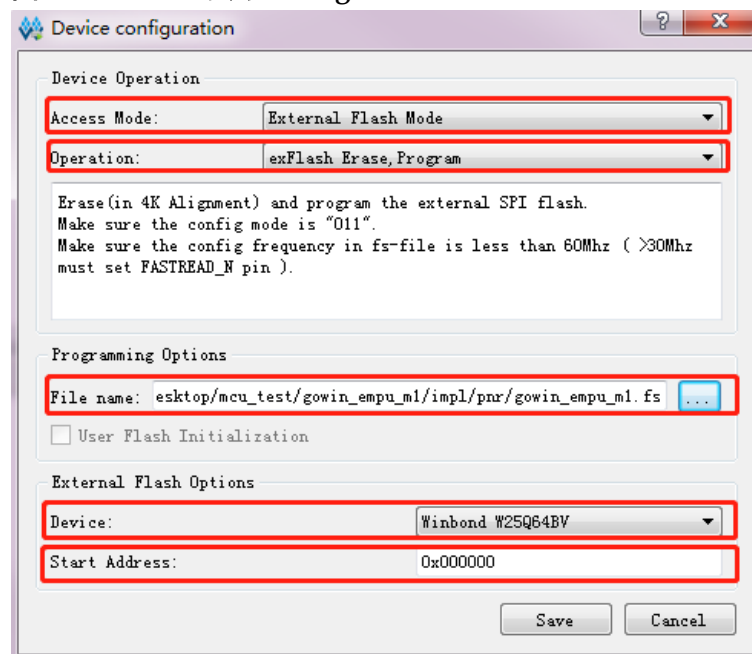 Device configuration
Device Operation
Access Mode: External Flash Mode
Operation: exFlash Erase,Program
Erase(in 4K Alignment) and program the external SPI flash.
Make sure the config mode is "011".
Make sure the config frequency in fs-file is less than 60Mhz ( >30Mhz
must set FASTREAD_N pin ).
Programming Options
File name: esktop/mcu_test/gowin_empu_m1/impl/pnr/gowin_empu_m1.fs ...
User Flash Initialization
External Flash Options
Device: Winbond W25Q64BV
Start Address: 0x000000
Save Cancel